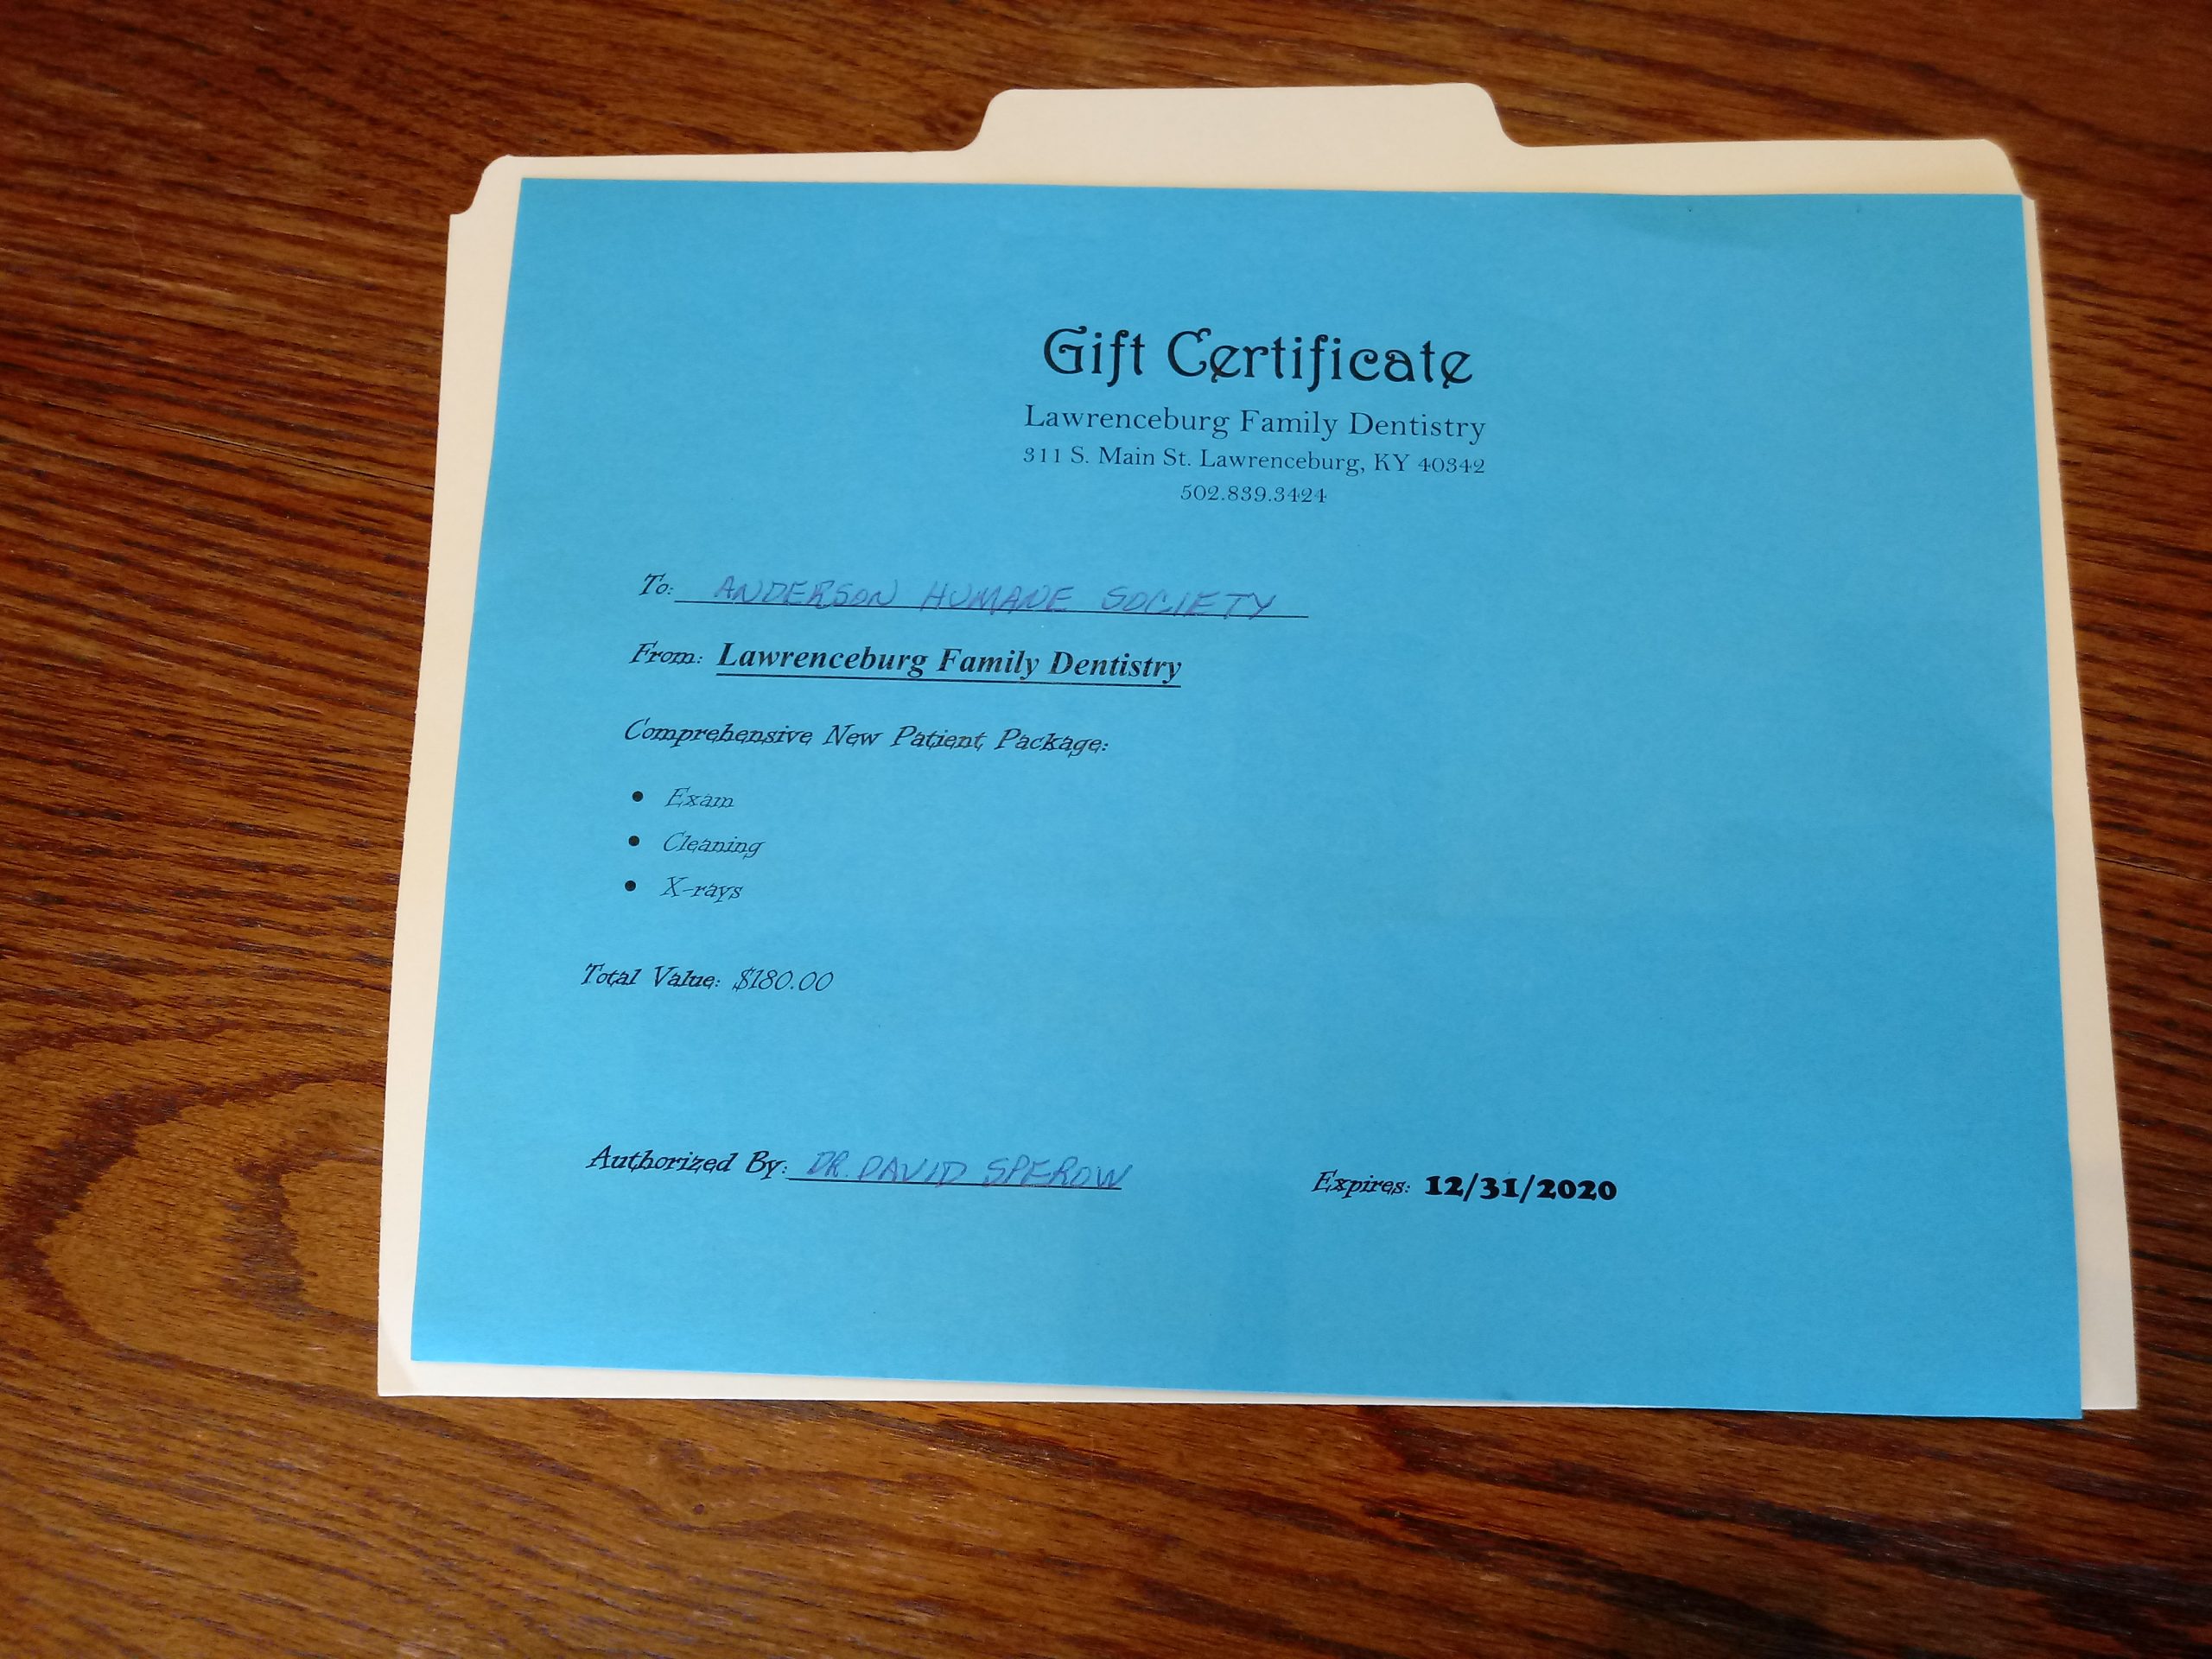 Gift Certificate
Lawrenceburg Family Dentistry
311 S. Main St. Lawrenceburg, KY 40342
502.839.3424
To: ANDERSON HUMANE SOCIETY
From: Lawrenceburg Family Dentistry
Comprehensive New Patient Package:
• Exam
• Cleaning
• X-rays
Total Value: $180.00
Authorized By: DR. DAVID SPEROW Expires: 12/31/2020